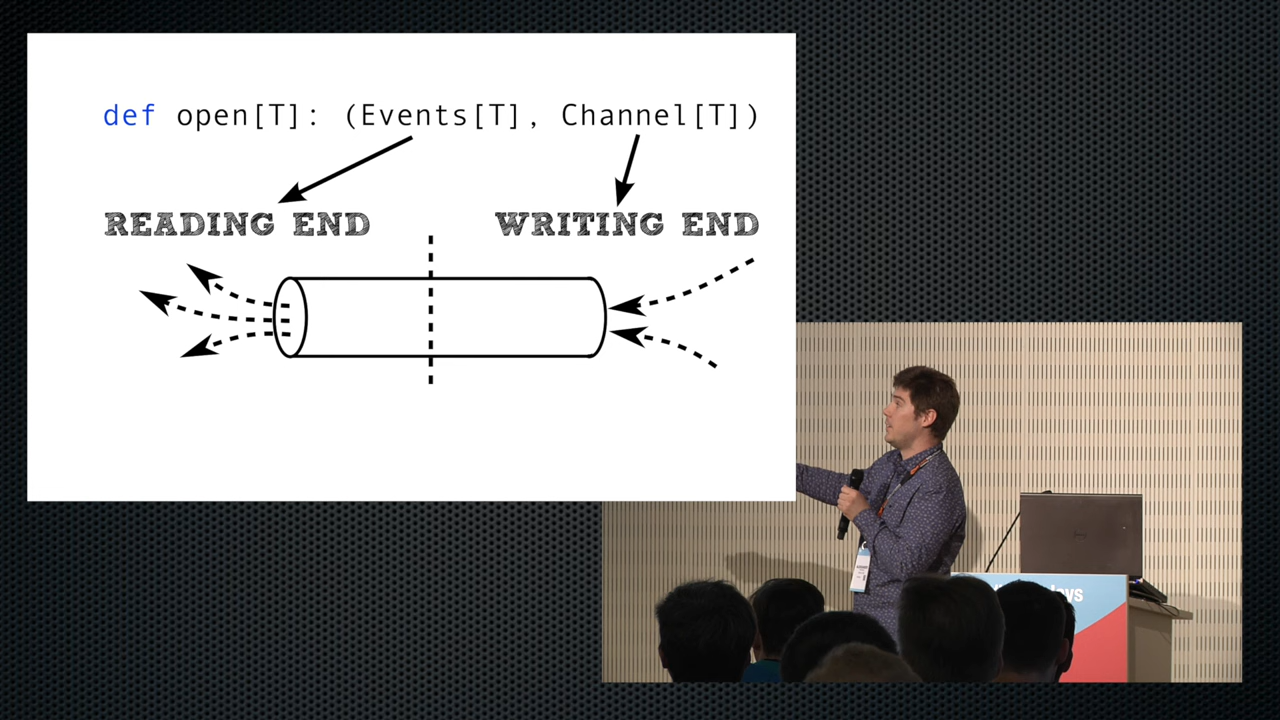 def open[T]: (Events[T], Channel[T])
READING END
WRITING END